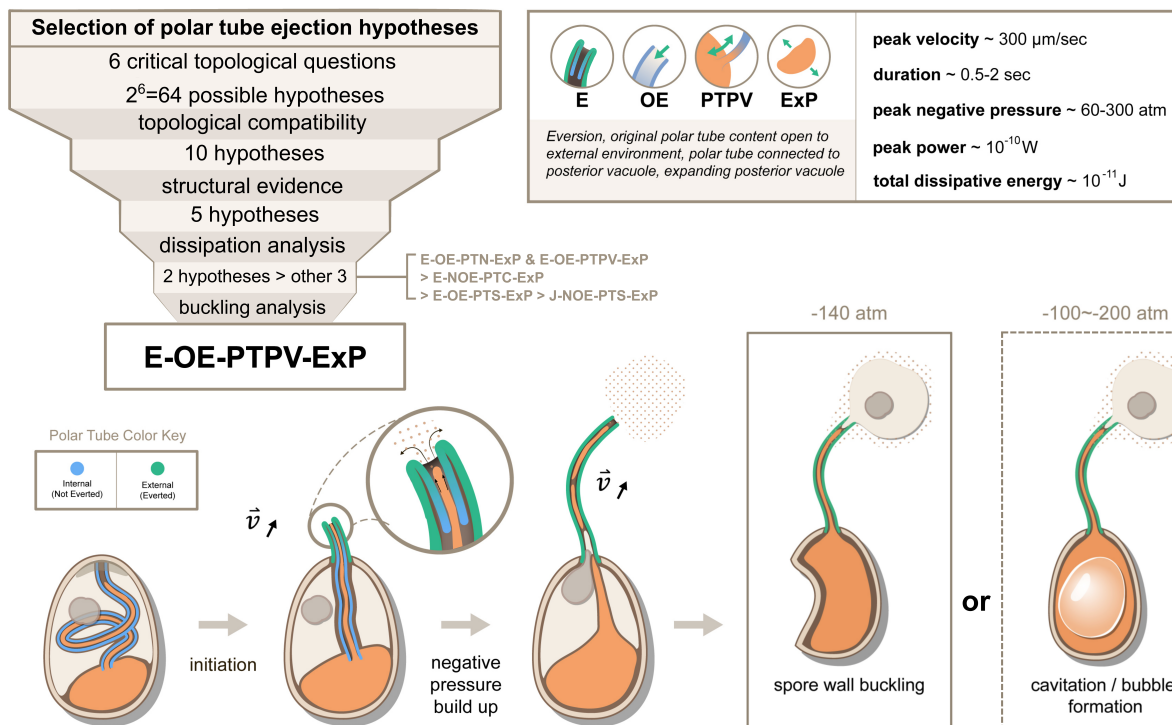 Selection of polar tube ejection hypotheses
6 critical topological questions
2⁶=64 possible hypotheses
topological compatibility
10 hypotheses
structural evidence
5 hypotheses
dissipation analysis
2 hypotheses > other 3
buckling analysis
E-OE-PTPV-ExP
E-OE-PTN-ExP & E-OE-PTPV-ExP
> E-NOE-PTC-ExP
> E-OE-PTS-ExP > J-NOE-PTS-ExP
E OE PTPV ExP
Eversion, original polar tube content open to
external environment, polar tube connected to
posterior vacuole, expanding posterior vacuole
peak velocity ~ 300 µm/sec
duration ~ 0.5-2 sec
peak negative pressure ~ 60-300 atm
peak power ~ 10⁻¹⁰W
total dissipative energy ~ 10⁻¹¹J
Polar Tube Color Key
Internal
(Not Everted)
External
(Everted)
v⃗
initiation
negative
pressure
build up
v⃗
-140 atm
spore wall buckling
or
-100~-200 atm
cavitation / bubble
formation